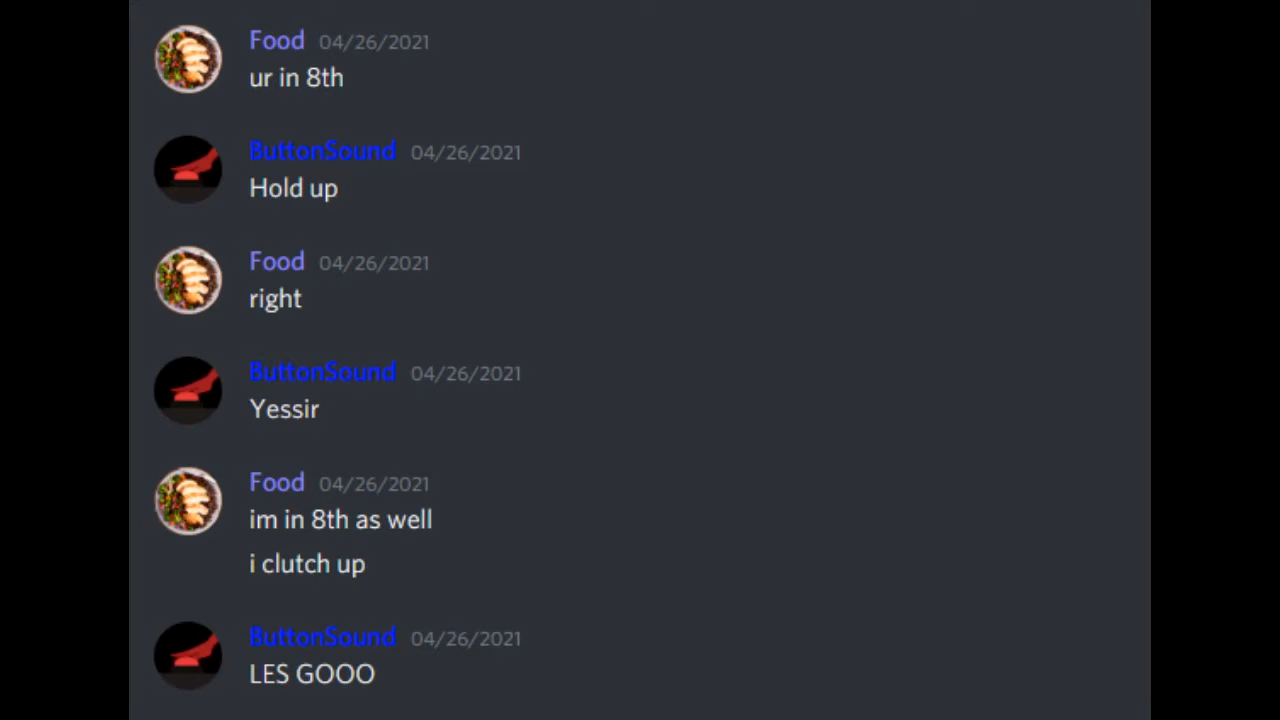 Food 04/26/2021
ur in 8th
ButtonSound 04/26/2021
Hold up
Food 04/26/2021
right
ButtonSound 04/26/2021
Yessir
Food 04/26/2021
im in 8th as well
i clutch up
ButtonSound 04/26/2021
LES GOOO